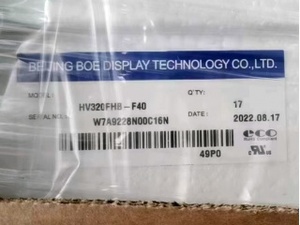 BEIJING BOE DISPLAY TECHNOLOGY CO.,LTD.
MODEL: HV320FHB-F40 Q'TY: 17
SERIAL NO: W7A9228N00C16N DATE: 2022.08.17
eco
49P0